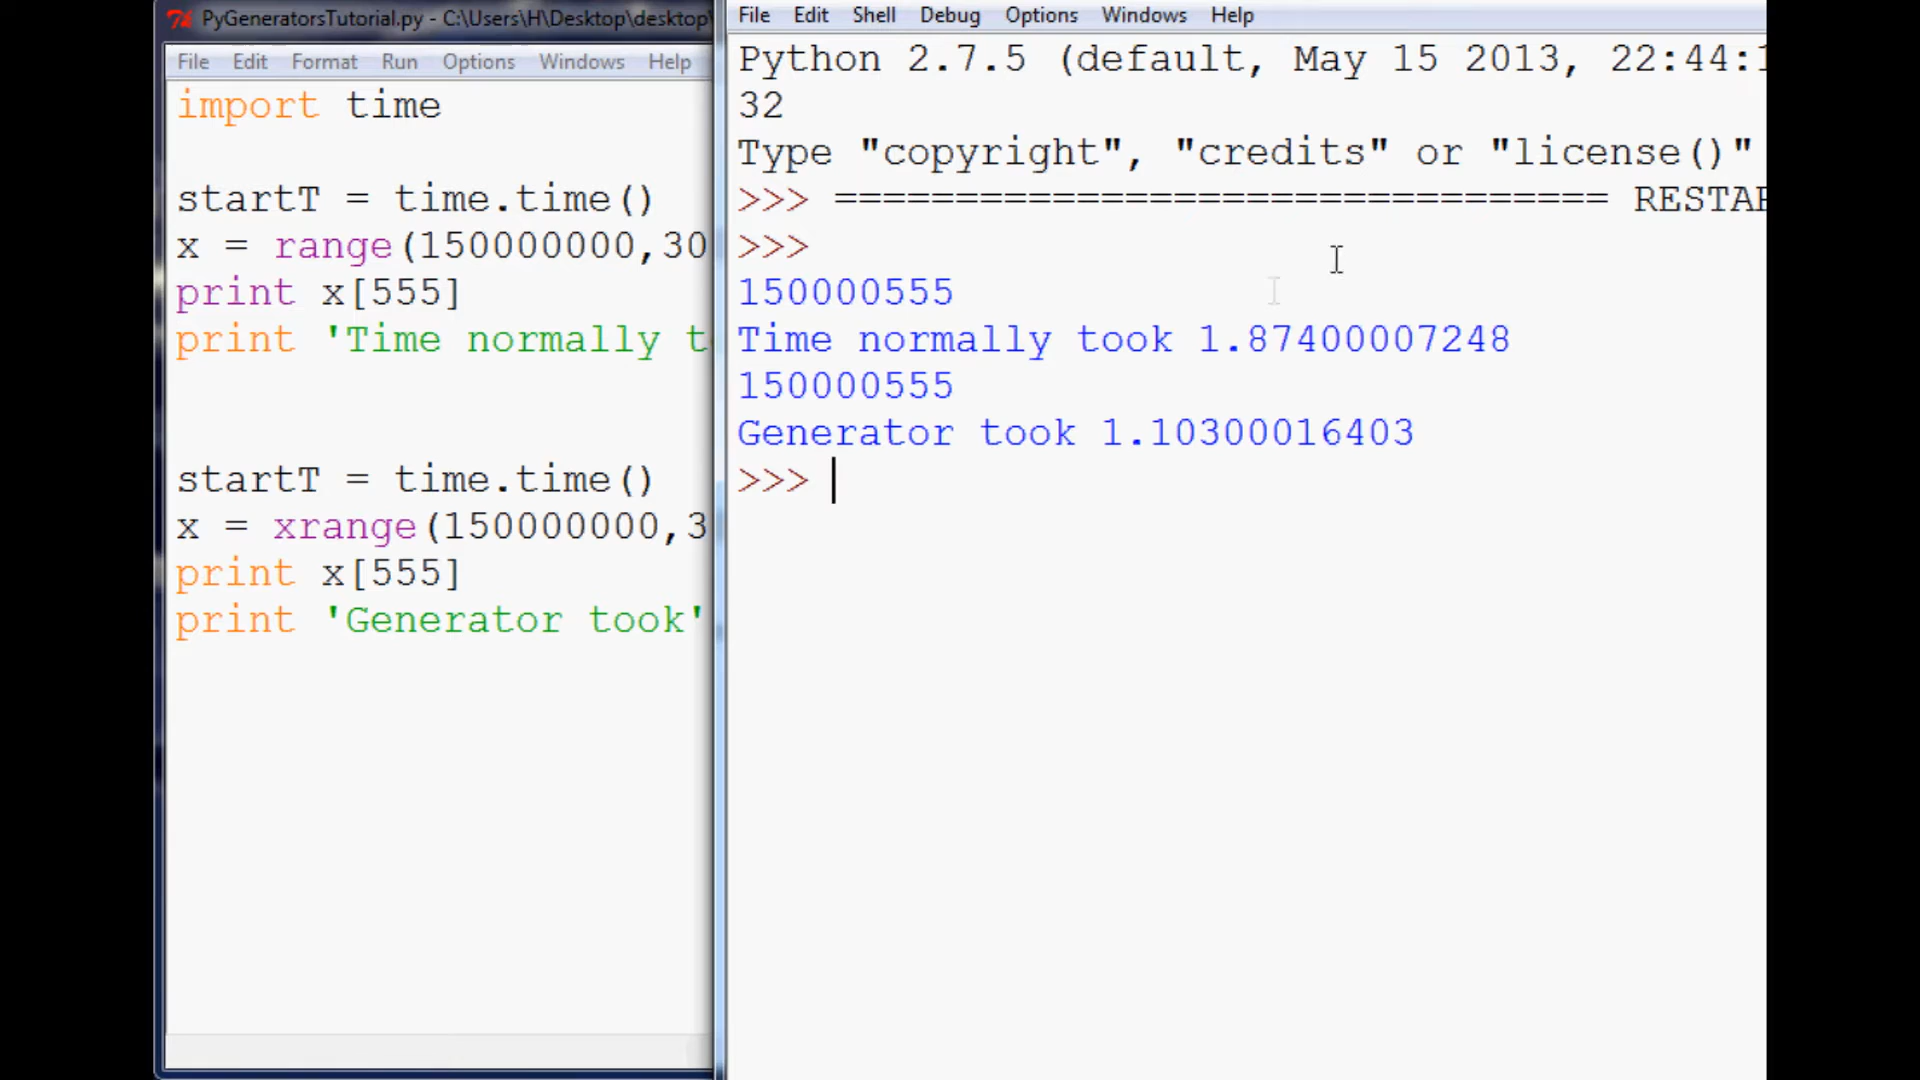 PyGeneratorsTutorial.py - C:\Users\H\Desktop\desktop\
File Edit Format Run Options Windows Help
import time
startT = time.time()
x = range(150000000,30
print x[555]
print 'Time normally t
startT = time.time()
x = xrange(150000000,3
print x[555]
print 'Generator took'
File Edit Shell Debug Options Windows Help
Python 2.7.5 (default, May 15 2013, 22:44:1
32
Type "copyright", "credits" or "license()"
>>> ================================ RESTAR
>>>
150000555
Time normally took 1.87400007248
150000555
Generator took 1.10300016403
>>>